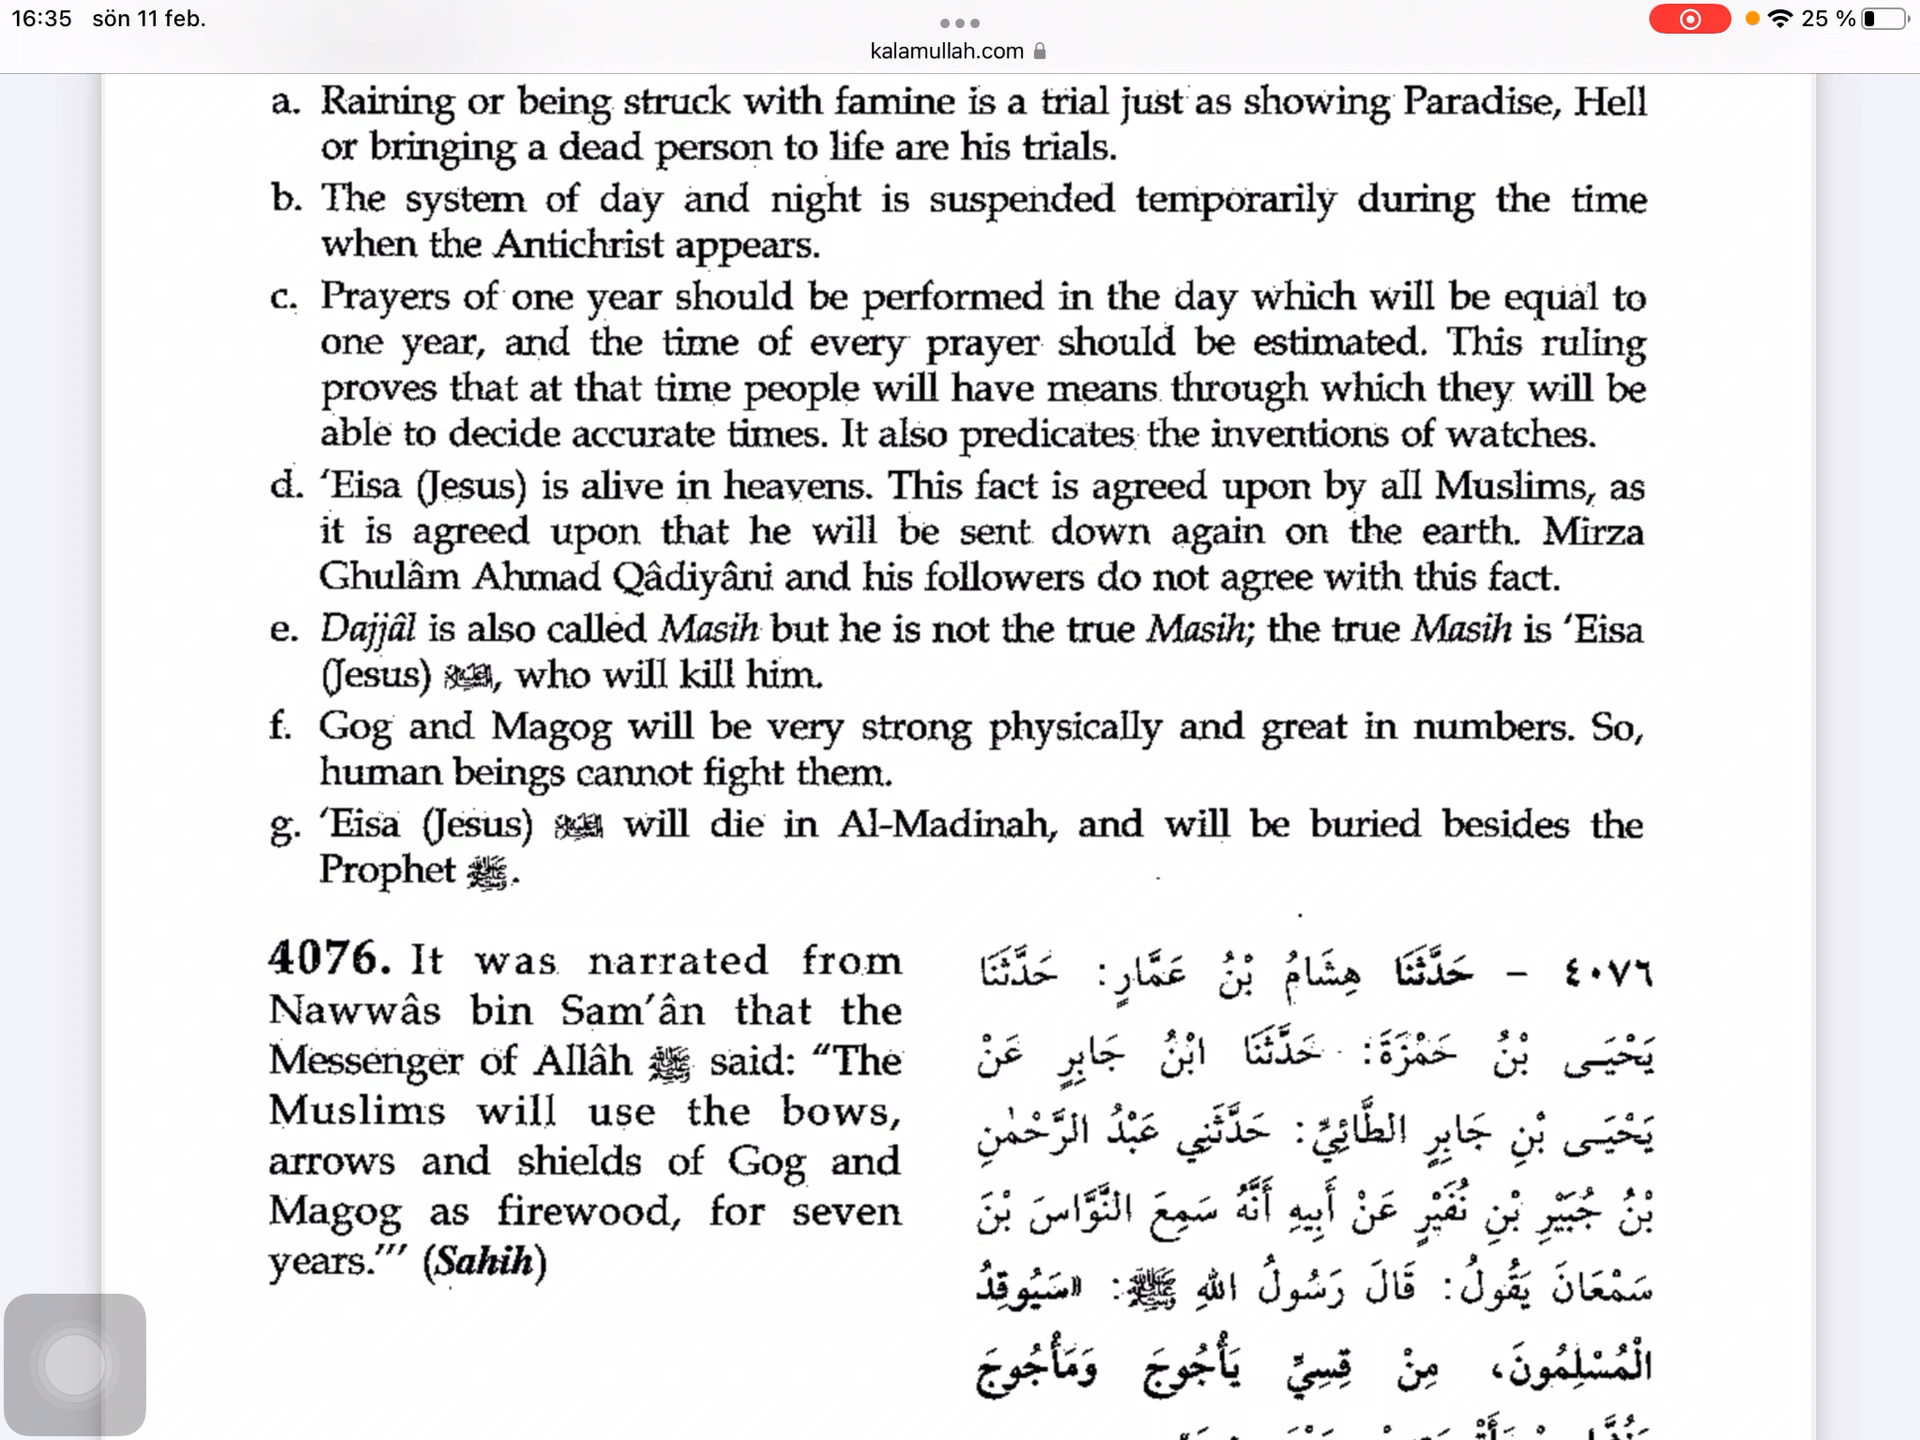 16:35 sön 11 feb.
25 %
kalamullah.com
a. Raining or being struck with famine is a trial just as showing Paradise, Hell
or bringing a dead person to life are his trials.
b. The system of day and night is suspended temporarily during the time
when the Antichrist appears.
c. Prayers of one year should be performed in the day which will be equal to
one year, and the time of every prayer should be estimated. This ruling
proves that at that time people will have means through which they will be
able to decide accurate times. It also predicates the inventions of watches.
d. ‘Eisa (Jesus) is alive in heavens. This fact is agreed upon by all Muslims, as
it is agreed upon that he will be sent down again on the earth. Mirza
Ghulâm Ahmad Qâdiyâni and his followers do not agree with this fact.
e. Dajjâl is also called Masih but he is not the true Masih; the true Masih is ‘Eisa
(Jesus) , who will kill him.
f. Gog and Magog will be very strong physically and great in numbers. So,
human beings cannot fight them.
g. ‘Eisa (Jesus) will die in Al-Madinah, and will be buried besides the
Prophet ﷺ.
4076. It was narrated from
Nawwâs bin Sam’ân that the
Messenger of Allâh ﷺ said: “The
Muslims will use the bows,
arrows and shields of Gog and
Magog as firewood, for seven
years.”’ (Sahih)
٤٠٧٦ – حَدَّثَنَا هِشَامُ بْنُ عَمَّارٍ: حَدَّثَنَا
يَحْيَى بْنُ حَمْزَةَ: حَدَّثَنَا ابْنُ جَابِرٍ عَنْ
يَحْيَى بْنِ جَابِرٍ الطَّائِيِّ: حَدَّثَنِي عَبْدُ الرَّحْمٰنِ
بْنُ جُبَيْرِ بْنِ نُفَيْرٍ عَنْ أَبِيهِ أَنَّهُ سَمِعَ النَّوَّاسَ بْنَ
سَمْعَانَ يَقُولُ: قَالَ رَسُولُ اللهِ ﷺ: «سَيُوقِدُ
الْمُسْلِمُونَ، مِنْ قِسِيِّ يَأْجُوجَ وَمَأْجُوجَ